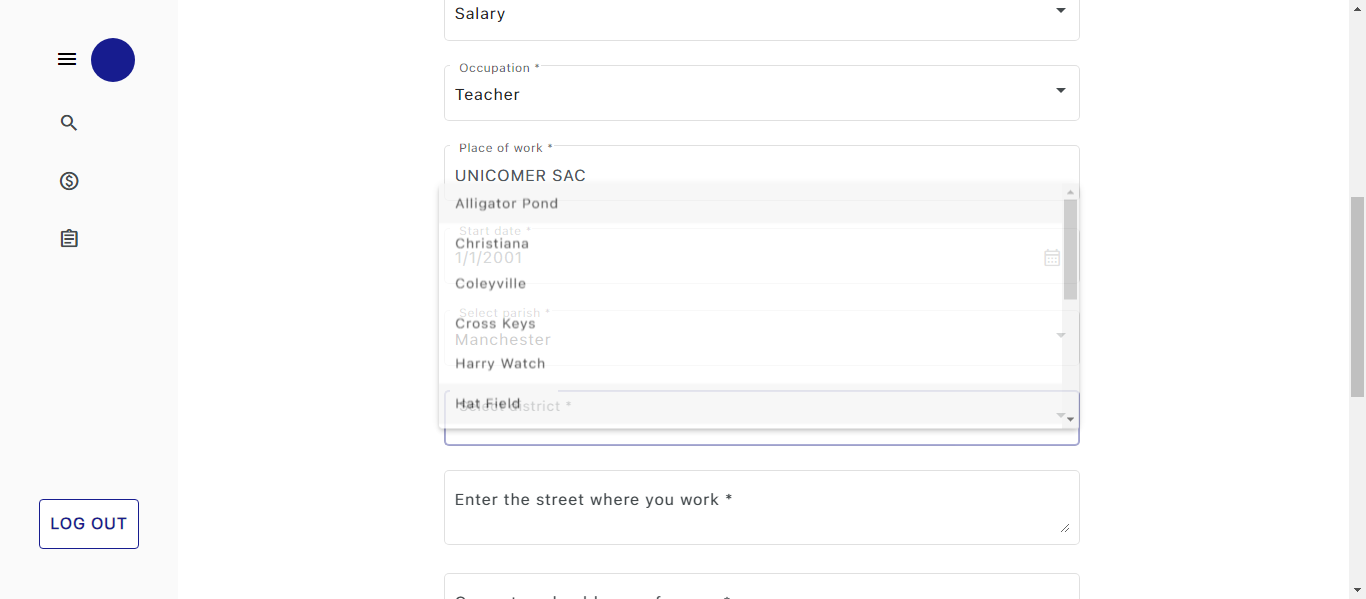 Salary
Occupation *
Teacher
Place of work *
UNICOMER SAC
Alligator Pond
Start date *
Christiana
1/1/2001
Coleyville
Select parish *
Cross Keys
Manchester
Harry Watch
Hat Field
Select district *
Enter the street where you work *
LOG OUT